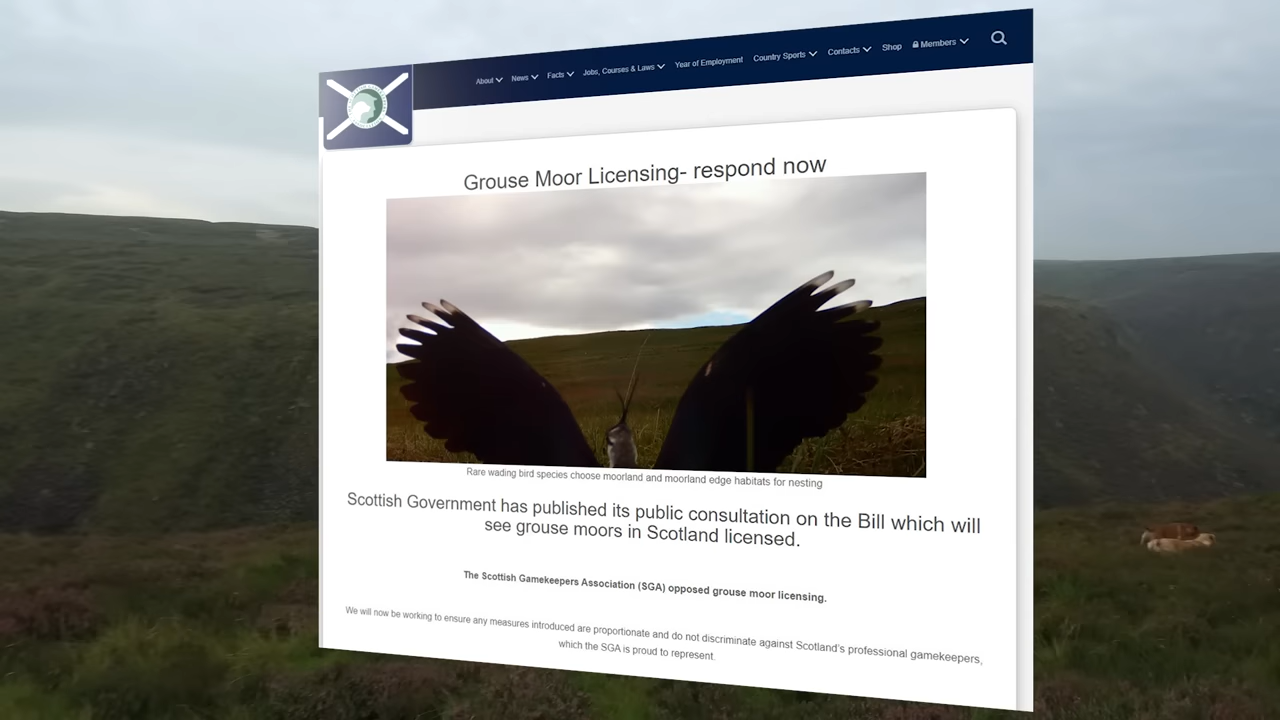 About News Facts Jobs, Courses & Laws Year of Employment Country Sports Contacts Shop Members
Grouse Moor Licensing- respond now
Rare wading bird species choose moorland and moorland edge habitats for nesting
Scottish Government has published its public consultation on the Bill which will
see grouse moors in Scotland licensed.
The Scottish Gamekeepers Association (SGA) opposed grouse moor licensing.
We will now be working to ensure any measures introduced are proportionate and do not discriminate against Scotland's professional gamekeepers,
which the SGA is proud to represent.